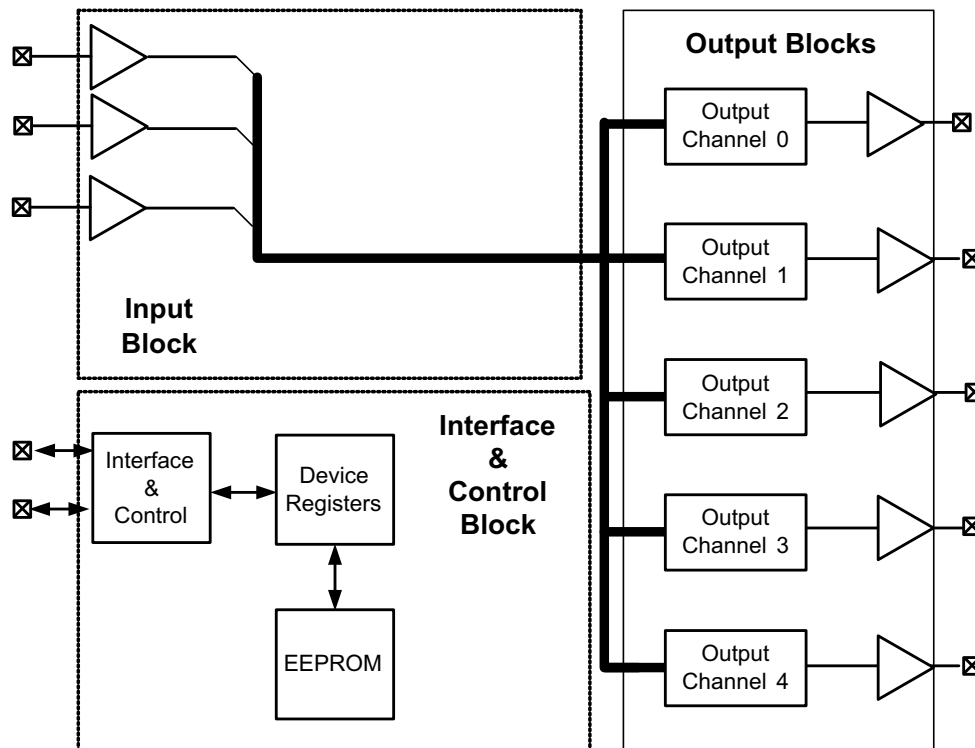 Output Blocks
Output
Channel 0
Output
Channel 1
Input
Block
Output
Channel 2
Interface
&
Control
Block
Interface
&
Control
Device
Registers
Output
Channel 3
EEPROM
Output
Channel 4